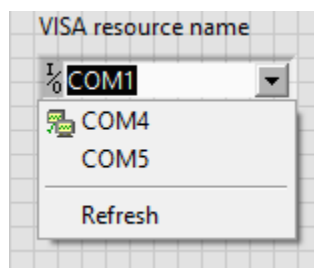 VISA resource name
I/O COM1
COM4
COM5
Refresh